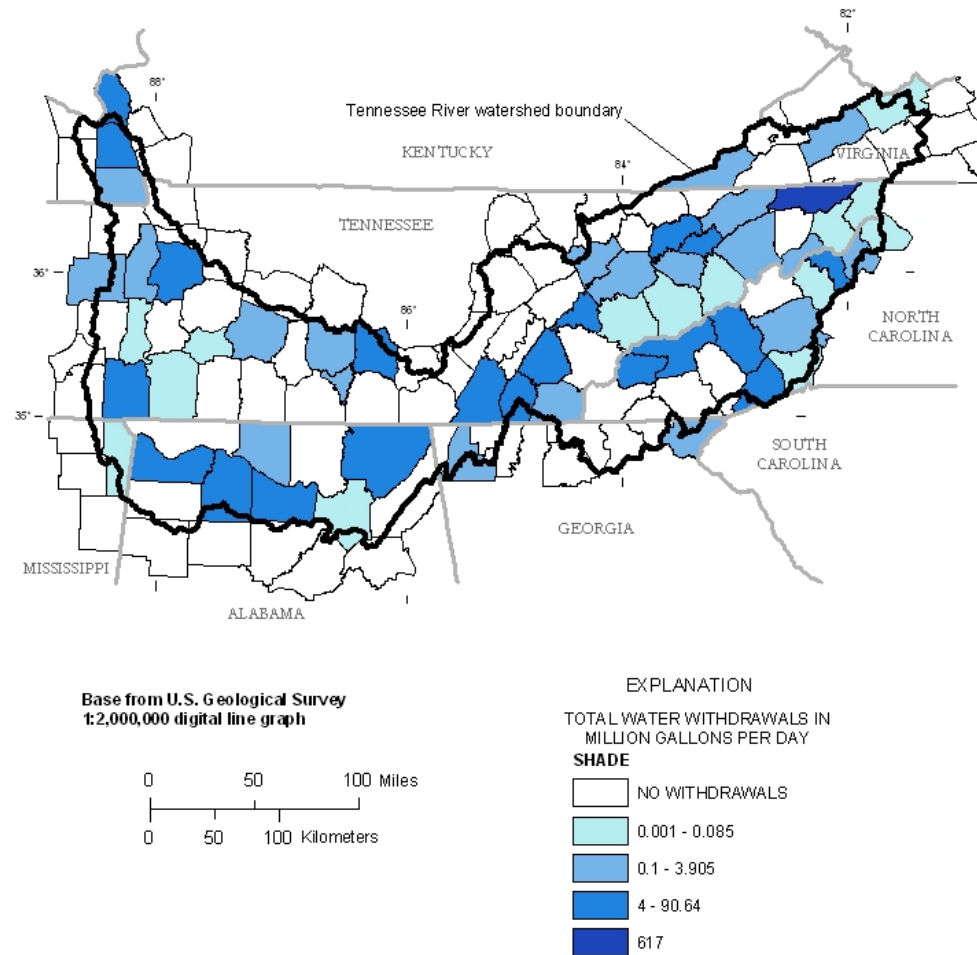 82°
88°
Tennessee River watershed boundary
KENTUCKY
VIRGINIA
84°
TENNESSEE
36°
86°
NORTH
CAROLINA
35°
SOUTH
CAROLINA
GEORGIA
MISSISSIPPI
ALABAMA
Base from U.S. Geological Survey
1:2,000,000 digital line graph
0 50 100 Miles
0 50 100 Kilometers
EXPLANATION
TOTAL WATER WITHDRAWALS IN
MILLION GALLONS PER DAY
SHADE
NO WITHDRAWALS
0.001 - 0.085
0.1 - 3.905
4 - 90.64
617